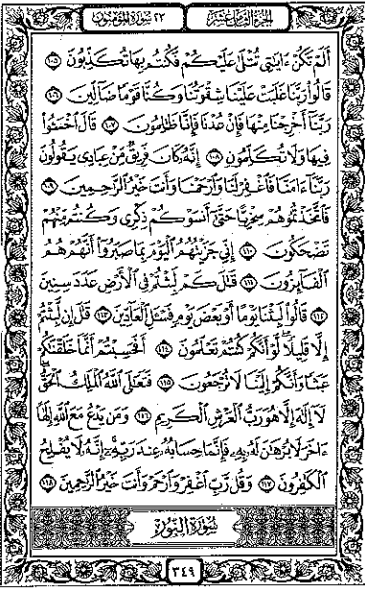 الجزء الثامن عشر ٢٣ سورة المؤمنون
أَلَمْ تَكُنْ ءَايَٰتِي تُتْلَىٰ عَلَيْكُمْ فَكُنتُم بِهَا تُكَذِّبُونَ ١٠٥
قَالُوا۟ رَبَّنَا غَلَبَتْ عَلَيْنَا شِقْوَتُنَا وَكُنَّا قَوْمًا ضَآلِّينَ ١٠٦
رَبَّنَآ أَخْرِجْنَا مِنْهَا فَإِنْ عُدْنَا فَإِنَّا ظَٰلِمُونَ ١٠٧ قَالَ ٱخْسَـُٔوا۟
فِيهَا وَلَا تُكَلِّمُونِ ١٠٨ إِنَّهُۥ كَانَ فَرِيقٌ مِّنْ عِبَادِي يَقُولُونَ
رَبَّنَآ ءَامَنَّا فَٱغْفِرْ لَنَا وَٱرْحَمْنَا وَأَنتَ خَيْرُ ٱلرَّٰحِمِينَ ١٠٩
فَٱتَّخَذْتُمُوهُمْ سِخْرِيًّا حَتَّىٰٓ أَنسَوْكُمْ ذِكْرِي وَكُنتُم مِّنْهُمْ
تَضْحَكُونَ ١١٠ إِنِّي جَزَيْتُهُمُ ٱلْيَوْمَ بِمَا صَبَرُوٓا۟ أَنَّهُمْ هُمُ
ٱلْفَآئِزُونَ ١١١ قَٰلَ كَمْ لَبِثْتُمْ فِي ٱلْأَرْضِ عَدَدَ سِنِينَ
١١٢ قَالُوا۟ لَبِثْنَا يَوْمًا أَوْ بَعْضَ يَوْمٍ فَسْـَٔلِ ٱلْعَآدِّينَ ١١٣ قَٰلَ إِن لَّبِثْتُمْ
إِلَّا قَلِيلًا لَّوْ أَنَّكُمْ كُنتُمْ تَعْلَمُونَ ١١٤ أَفَحَسِبْتُمْ أَنَّمَا خَلَقْنَٰكُمْ
عَبَثًا وَأَنَّكُمْ إِلَيْنَا لَا تُرْجَعُونَ ١١٥ فَتَعَٰلَى ٱللَّهُ ٱلْمَلِكُ ٱلْحَقُّ
لَآ إِلَٰهَ إِلَّا هُوَ رَبُّ ٱلْعَرْشِ ٱلْكَرِيمِ ١١٦ وَمَن يَدْعُ مَعَ ٱللَّهِ إِلَٰهًا
ءَاخَرَ لَا بُرْهَٰنَ لَهُۥ بِهِۦ فَإِنَّمَا حِسَابُهُۥ عِندَ رَبِّهِۦٓ إِنَّهُۥ لَا يُفْلِحُ
ٱلْكَٰفِرُونَ ١١٧ وَقُل رَّبِّ ٱغْفِرْ وَٱرْحَمْ وَأَنتَ خَيْرُ ٱلرَّٰحِمِينَ ١١٨
سُورَةُ النُّورِ
٣٤٩